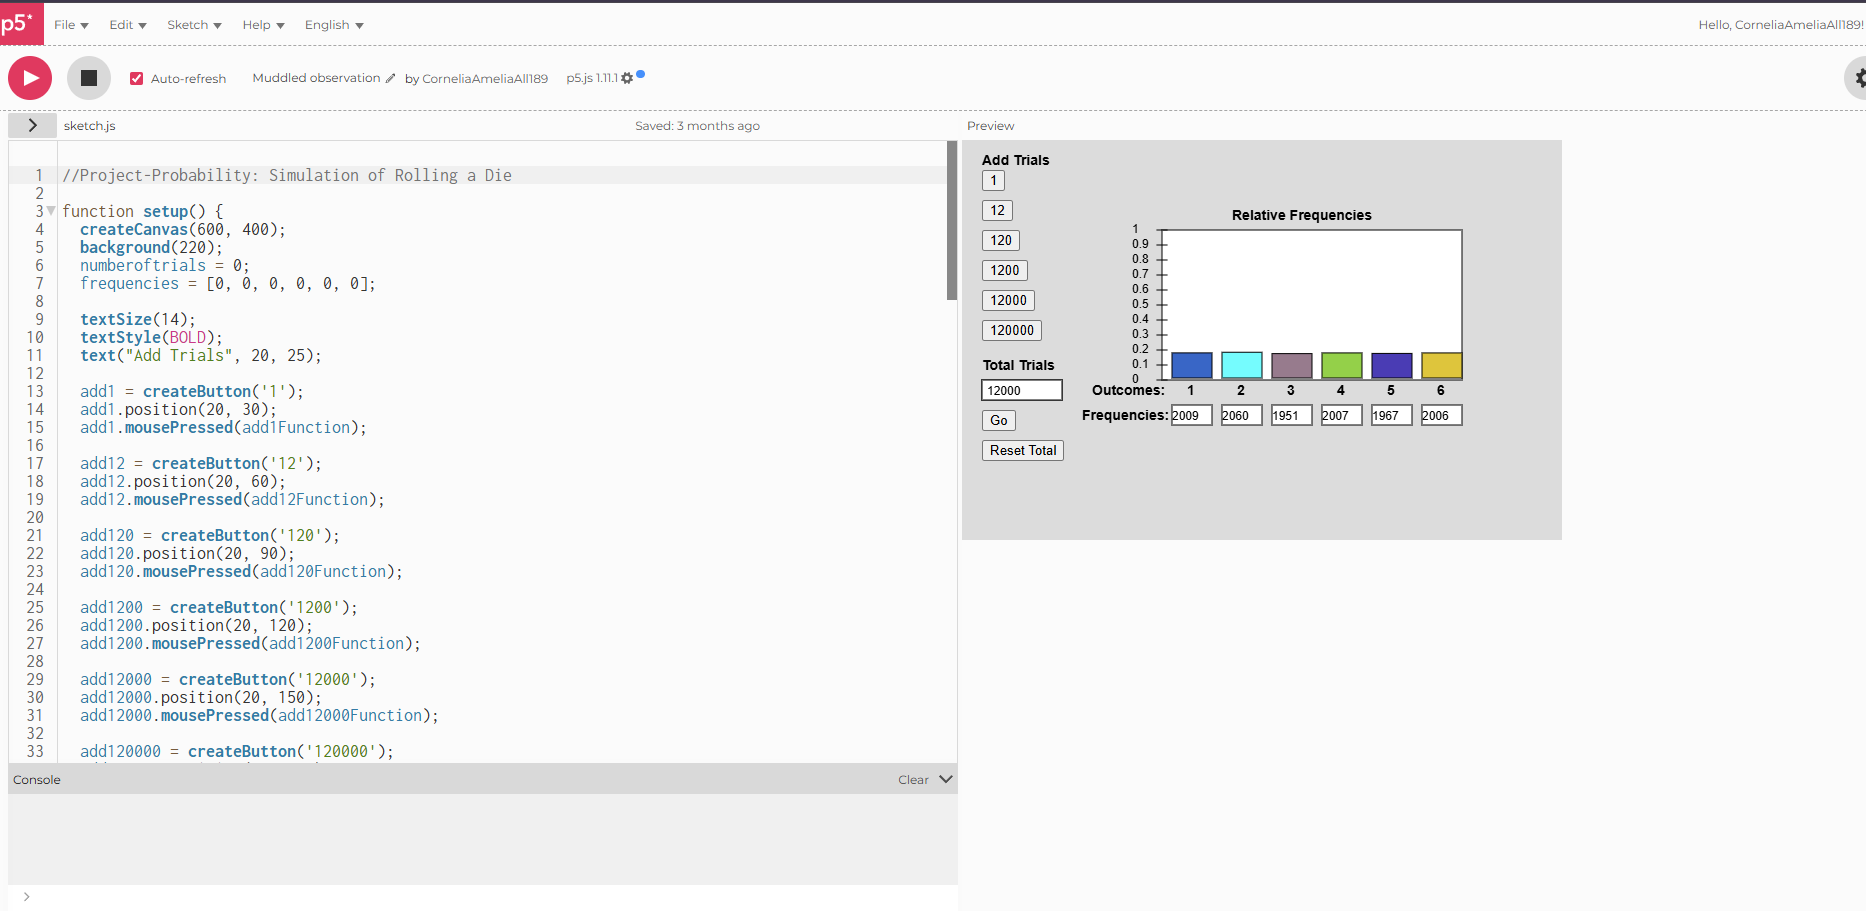 p5*
File Edit Sketch Help English
Hello, CorneliaAmeliaAll189!
Auto-refresh Muddled observation by CorneliaAmeliaAll189 p5.js 1.11.1
sketch.js Saved: 3 months ago
1 //Project-Probability: Simulation of Rolling a Die
2
3 function setup() {
4 createCanvas(600, 400);
5 background(220);
6 numberoftrials = 0;
7 frequencies = [0, 0, 0, 0, 0, 0];
8
9 textSize(14);
10 textStyle(BOLD);
11 text("Add Trials", 20, 25);
12
13 add1 = createButton('1');
14 add1.position(20, 30);
15 add1.mousePressed(add1Function);
16
17 add12 = createButton('12');
18 add12.position(20, 60);
19 add12.mousePressed(add12Function);
20
21 add120 = createButton('120');
22 add120.position(20, 90);
23 add120.mousePressed(add120Function);
24
25 add1200 = createButton('1200');
26 add1200.position(20, 120);
27 add1200.mousePressed(add1200Function);
28
29 add12000 = createButton('12000');
30 add12000.position(20, 150);
31 add12000.mousePressed(add12000Function);
32
33 add120000 = createButton('120000');
Console Clear
>
Preview
Add Trials
1
12
120
1200
12000
120000
Total Trials
12000
Go
Reset Total
Relative Frequencies
1
0.9
0.8
0.7
0.6
0.5
0.4
0.3
0.2
0.1
0
Outcomes: 1 2 3 4 5 6
Frequencies: 2009 2060 1951 2007 1967 2006